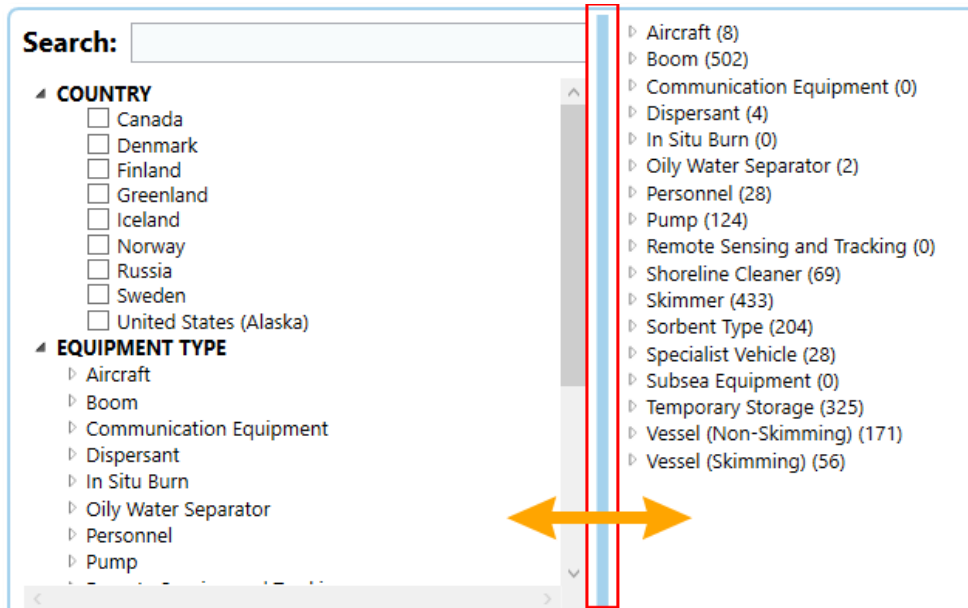 Search:
COUNTRY
Canada
Denmark
Finland
Greenland
Iceland
Norway
Russia
Sweden
United States (Alaska)
EQUIPMENT TYPE
Aircraft
Boom
Communication Equipment
Dispersant
In Situ Burn
Oily Water Separator
Personnel
Pump
Aircraft (8)
Boom (502)
Communication Equipment (0)
Dispersant (4)
In Situ Burn (0)
Oily Water Separator (2)
Personnel (28)
Pump (124)
Remote Sensing and Tracking (0)
Shoreline Cleaner (69)
Skimmer (433)
Sorbent Type (204)
Specialist Vehicle (28)
Subsea Equipment (0)
Temporary Storage (325)
Vessel (Non-Skimming) (171)
Vessel (Skimming) (56)